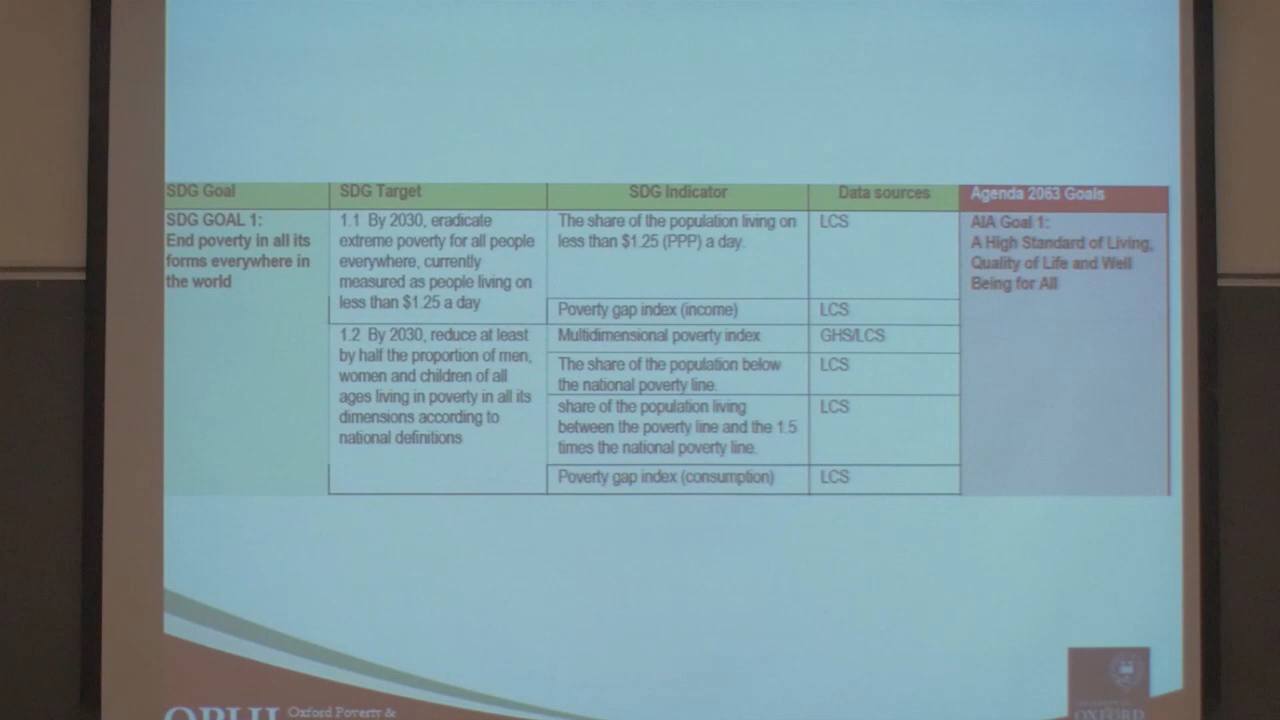 SDG Goal
SDG Target
SDG Indicator
Data sources
Agenda 2063 Goals
SDG GOAL 1:
End poverty in all its
forms everywhere in
the world
1.1 By 2030, eradicate
extreme poverty for all people
everywhere, currently
measured as people living on
less than $1.25 a day
The share of the population living on
less than $1.25 (PPP) a day.
LCS
AIA Goal 1:
A High Standard of Living,
Quality of Life and Well
Being for All
Poverty gap index (income)
LCS
1.2 By 2030, reduce at least
by half the proportion of men,
women and children of all
ages living in poverty in all its
dimensions according to
national definitions
Multidimensional poverty index
GHS/LCS
The share of the population below
the national poverty line.
LCS
share of the population living
between the poverty line and the 1.5
times the national poverty line.
LCS
Poverty gap index (consumption)
LCS
OPHI
Oxford Poverty &
OXFORD